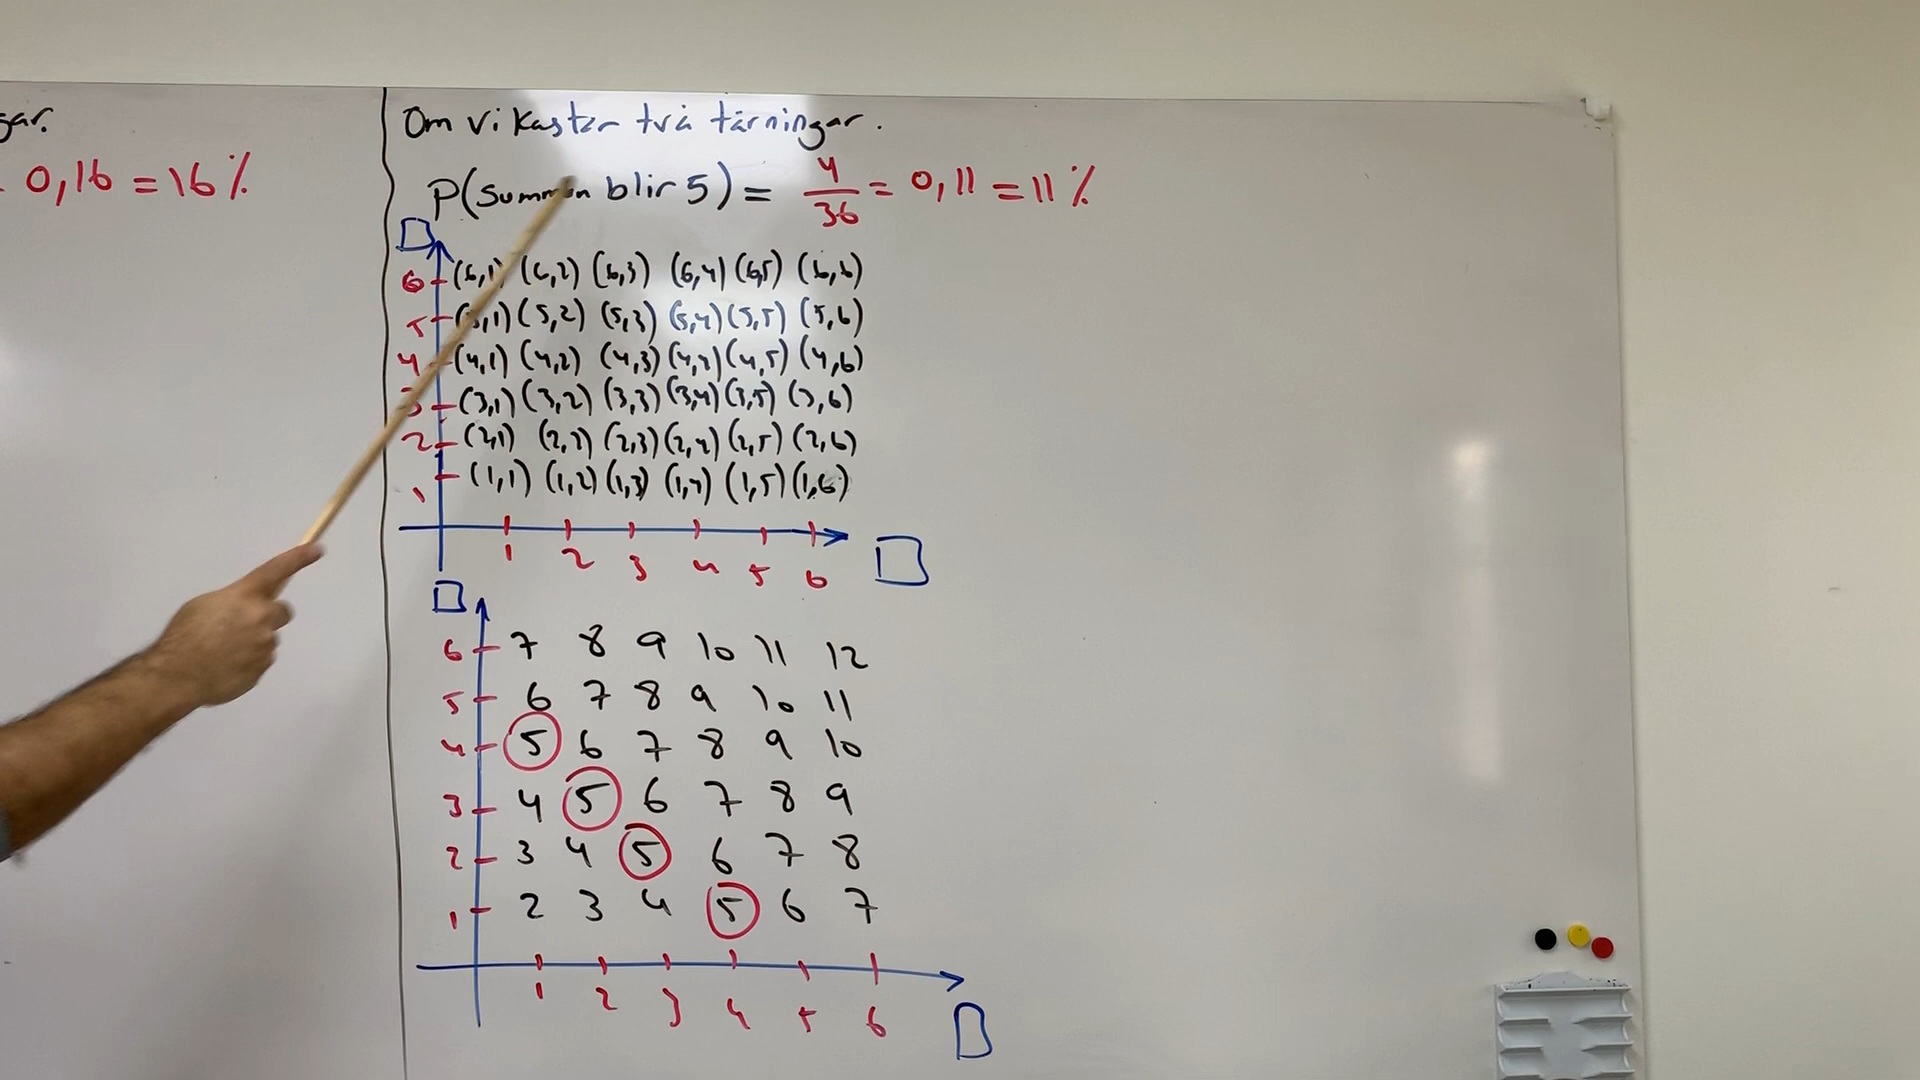 gar.
0,16 = 16 %
Om vi kastar två tärningar.
P(summan blir 5) = 4/36 = 0,11 = 11 %
6 (6,1) (6,2) (6,3) (6,4) (6,5) (6,6)
5 (5,1) (5,2) (5,3) (5,4) (5,5) (5,6)
4 (4,1) (4,2) (4,3) (4,4) (4,5) (4,6)
3 (3,1) (3,2) (3,3) (3,4) (3,5) (3,6)
2 (2,1) (2,2) (2,3) (2,4) (2,5) (2,6)
1 (1,1) (1,2) (1,3) (1,4) (1,5) (1,6)
1 2 3 4 5 6
6 7 8 9 10 11 12
5 6 7 8 9 10 11
4 5 6 7 8 9 10
3 4 5 6 7 8 9
2 3 4 5 6 7 8
1 2 3 4 5 6 7
1 2 3 4 5 6